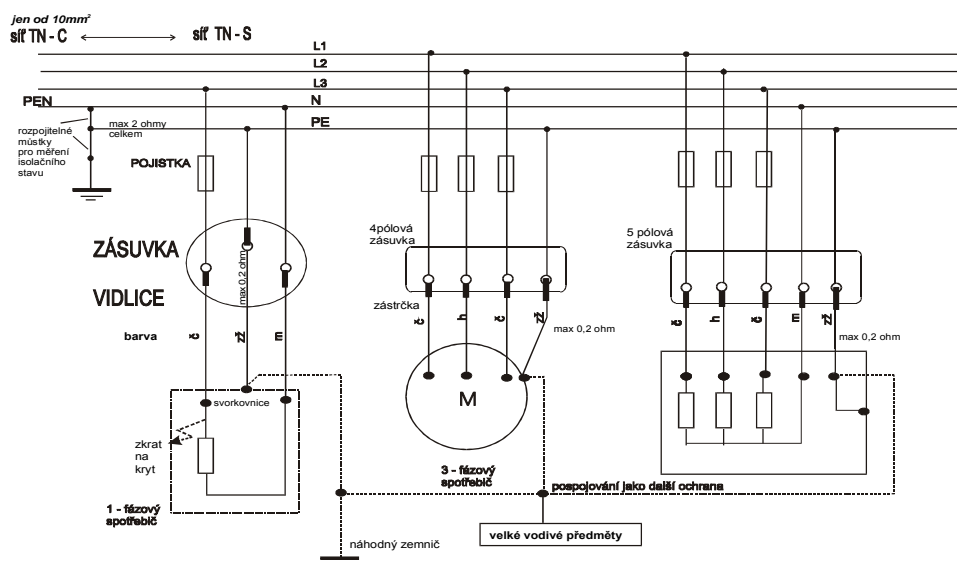 jen od 10mm²
síť TN - C
síť TN - S
L1
L2
L3
PEN
N
PE
rozpojitelné
můstky
pro měření
isolačního
stavu
max 2 ohmy
celkem
POJISTKA
ZÁSUVKA
VIDLICE
max 0,2 ohm
barva
č
zž
m
svorkovnice
zkrat
na
kryt
1 - fázový
spotřebič
4pólová
zásuvka
zástrčka
č
h
č
zž
max 0,2 ohm
M
3 - fázový
spotřebič
5 pólová
zásuvka
č
h
č
m
zž
max 0,2 ohm
pospojování jako další ochrana
velké vodivé předměty
náhodný zemnič